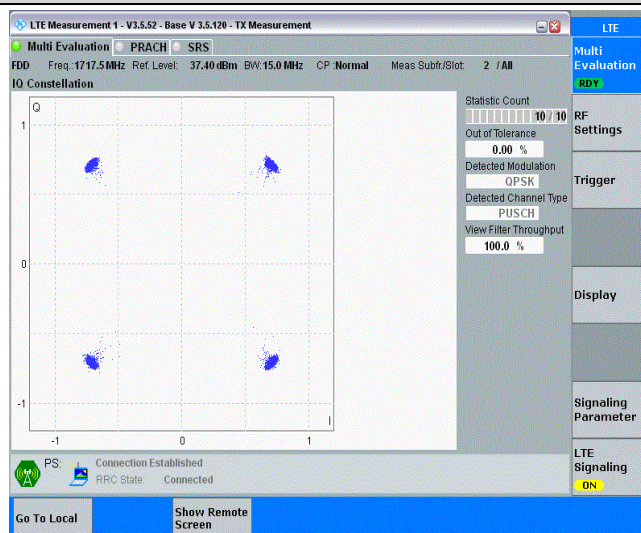 LTE Measurement 1 - V3.5.52 - Base V 3.5.120 - TX Measurement
LTE
Multi Evaluation PRACH SRS
Multi
Evaluation
RDY
FDD Freq.:1717.5 MHz Ref. Level: 37.40 dBm BW:15.0 MHz CP :Normal Meas Subfr./Slot: 2 / All
IQ Constellation
Q
1
0
-1
-1 0 1
I
Statistic Count
10 / 10
Out of Tolerance
0.00 %
Detected Modulation
QPSK
Detected Channel Type
PUSCH
View Filter Throughput
100.0 %
RF
Settings
Trigger
Display
Signaling
Parameter
LTE
Signaling
ON
PS: Connection Established
RRC State: Connected
Go To Local
Show Remote
Screen